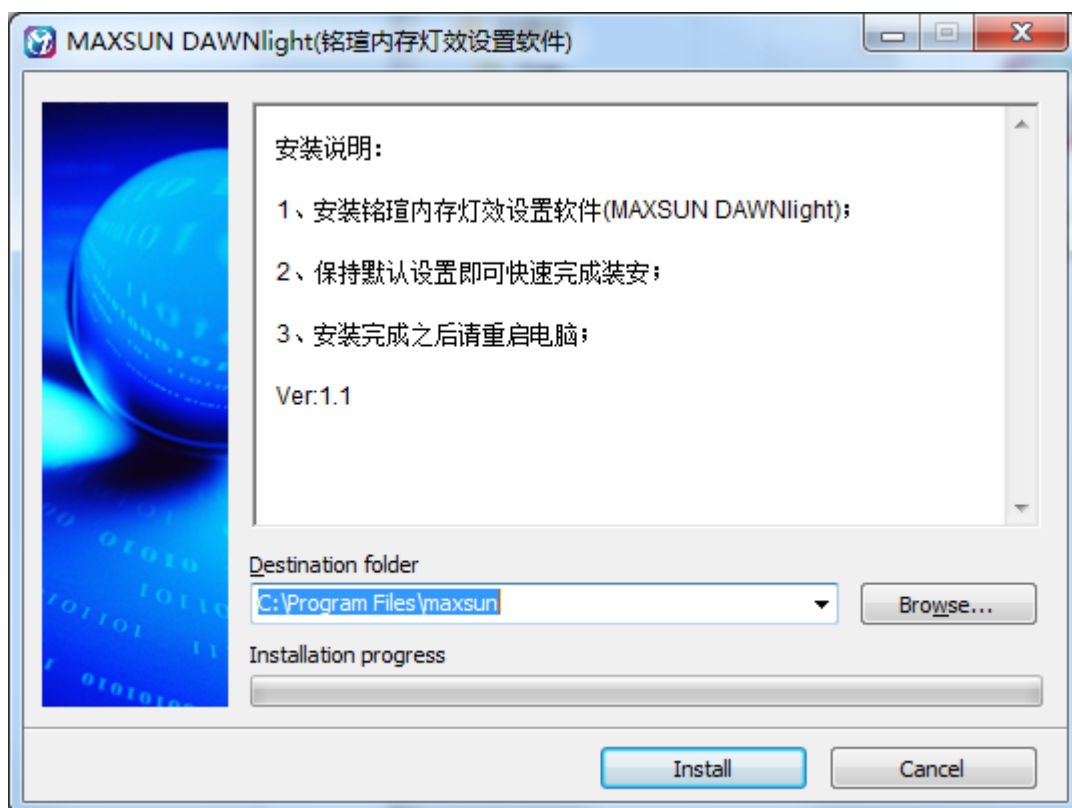 MAXSUN DAWNlight(铭瑄内存灯效设置软件)
安装说明：
1、安装铭瑄内存灯效设置软件(MAXSUN DAWNlight)；
2、保持默认设置即可快速完成装安；
3、安装完成之后请重启电脑；
Ver:1.1
Destination folder
C:\Program Files\maxsun
Browse...
Installation progress
Install
Cancel